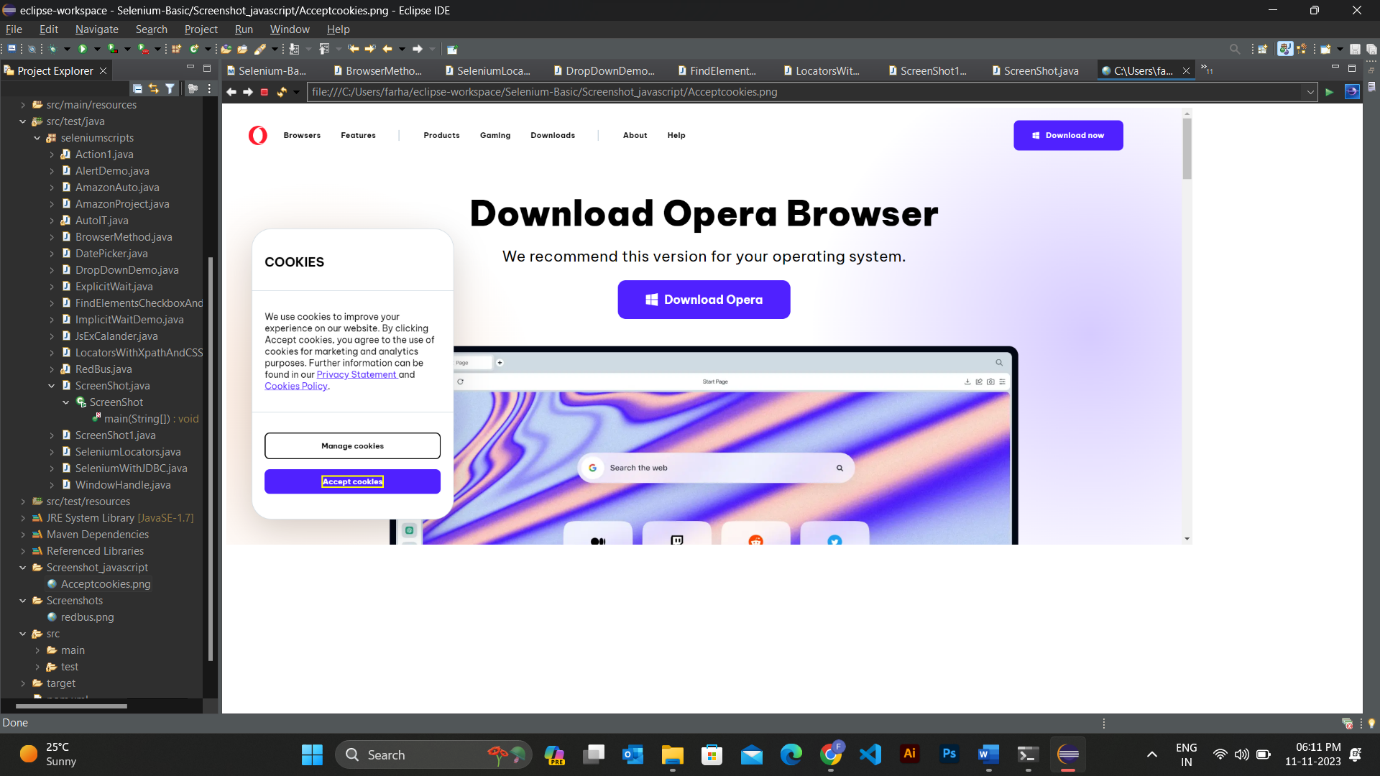 eclipse-workspace - Selenium-Basic/Screenshot_javascript/Acceptcookies.png - Eclipse IDE
File Edit Navigate Search Project Run Window Help
Project Explorer
Selenium-Ba... BrowserMetho... SeleniumLoca... DropDownDemo... FindElement... LocatorsWit... ScreenShot1... ScreenShot.java C:\Users\fa... »11
file:///C:/Users/farha/eclipse-workspace/Selenium-Basic/Screenshot_javascript/Acceptcookies.png
src/main/resources
src/test/java
seleniumscripts
Action1.java
AlertDemo.java
AmazonAuto.java
AmazonProject.java
AutoIT.java
BrowserMethod.java
DatePicker.java
DropDownDemo.java
ExplicitWait.java
FindElementsCheckboxAnd
ImplicitWaitDemo.java
JsExCalander.java
LocatorsWithXpathAndCSS
RedBus.java
ScreenShot.java
ScreenShot
main(String[]) : void
ScreenShot1.java
SeleniumLocators.java
SeleniumWithJDBC.java
WindowHandle.java
src/test/resources
JRE System Library [JavaSE-1.7]
Maven Dependencies
Referenced Libraries
Screenshot_javascript
Acceptcookies.png
Screenshots
redbus.png
src
main
test
target
Browsers Features Products Gaming Downloads About Help Download now
Download Opera Browser
We recommend this version for your operating system.
Download Opera
COOKIES
We use cookies to improve your
experience on our website. By clicking
Accept cookies, you agree to the use of
cookies for marketing and analytics
purposes. Further information can be
found in our Privacy Statement and
Cookies Policy.
Manage cookies
Accept cookies
Page
Start Page
Search the web
Done
25°C
Sunny
Search
PRE
Ai
Ps
ENG
IN
06:11 PM
11-11-2023